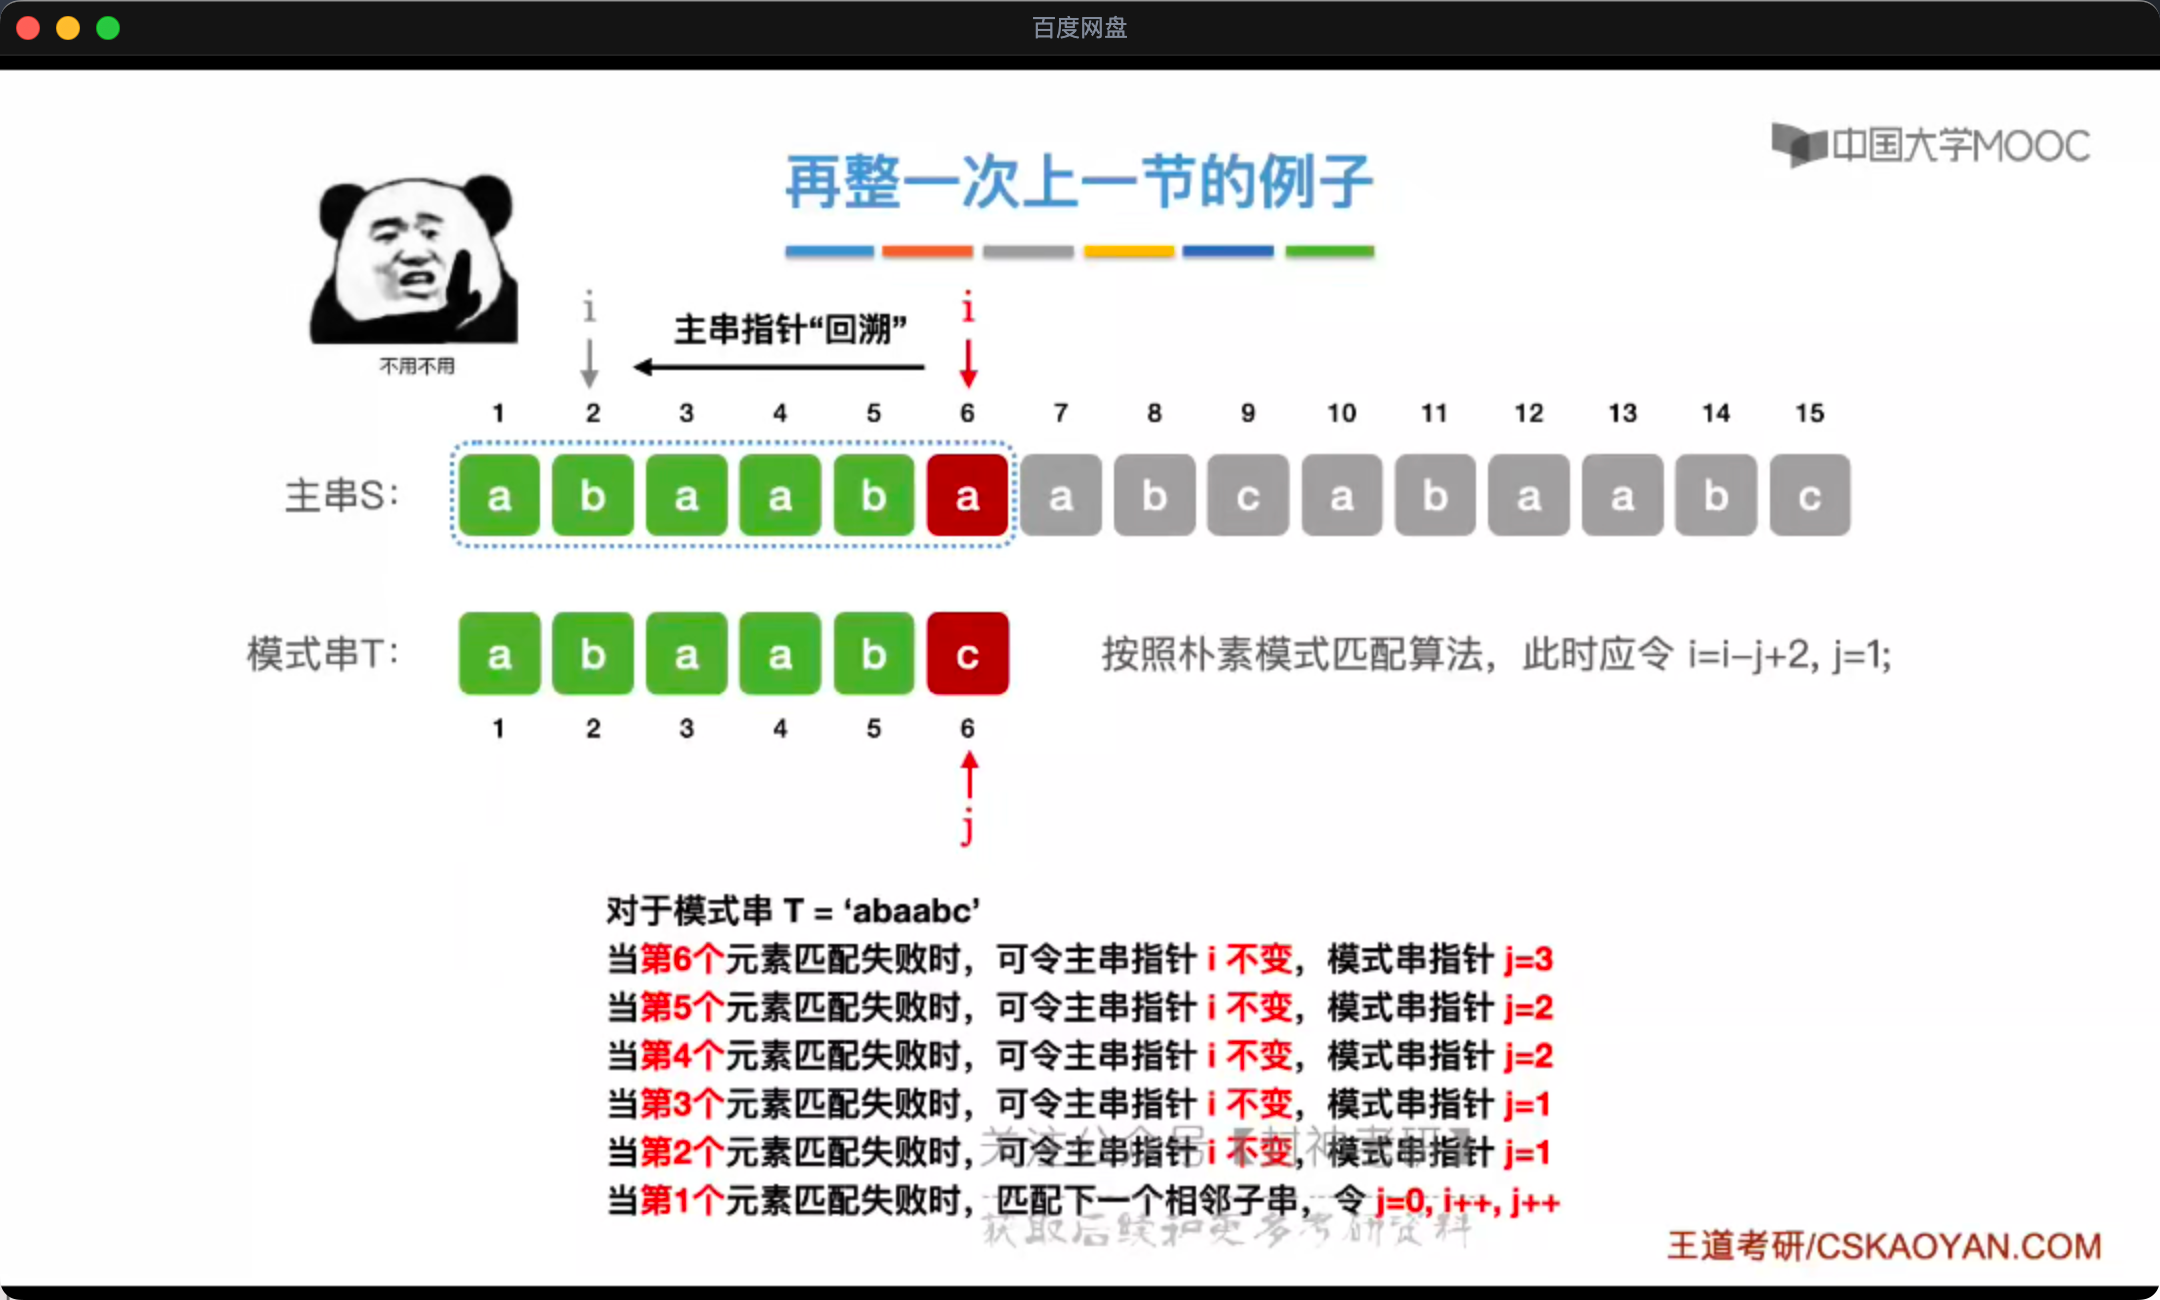 百度网盘
中国大学MOOC
再整一次上一节的例子
不用不用
i
主串指针“回溯”
i
1 2 3 4 5 6 7 8 9 10 11 12 13 14 15
主串S： a b a a b a a b c a b a a b c
模式串T： a b a a b c
按照朴素模式匹配算法，此时应令 i=i-j+2, j=1;
1 2 3 4 5 6
j
对于模式串 T = ‘abaabc’
当第6个元素匹配失败时，可令主串指针 i 不变，模式串指针 j=3
当第5个元素匹配失败时，可令主串指针 i 不变，模式串指针 j=2
当第4个元素匹配失败时，可令主串指针 i 不变，模式串指针 j=2
当第3个元素匹配失败时，可令主串指针 i 不变，模式串指针 j=1
关注公众号【封神考研】
当第2个元素匹配失败时，可令主串指针 i 不变，模式串指针 j=1
当第1个元素匹配失败时，匹配下一个相邻子串，令 j=0, i++, j++
获取后续和更多考研资料
王道考研/CSKAOYAN.COM